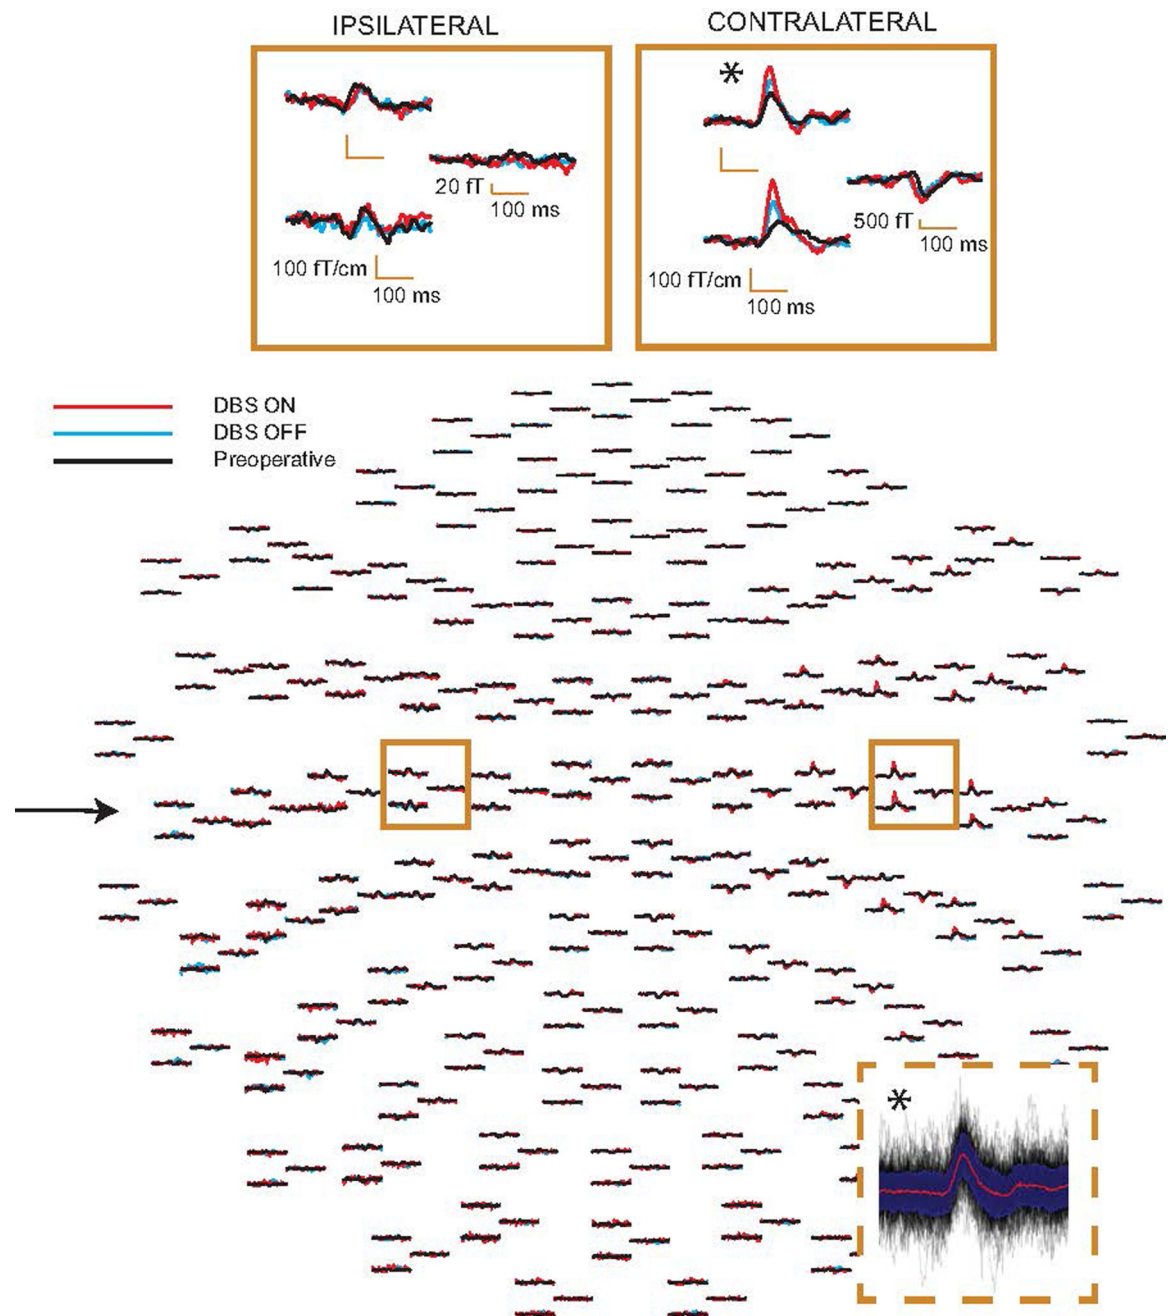 IPSILATERAL
CONTRALATERAL
*
20 fT
100 ms
100 fT/cm
100 ms
500 fT
100 ms
100 fT/cm
100 ms
DBS ON
DBS OFF
Preoperative
*